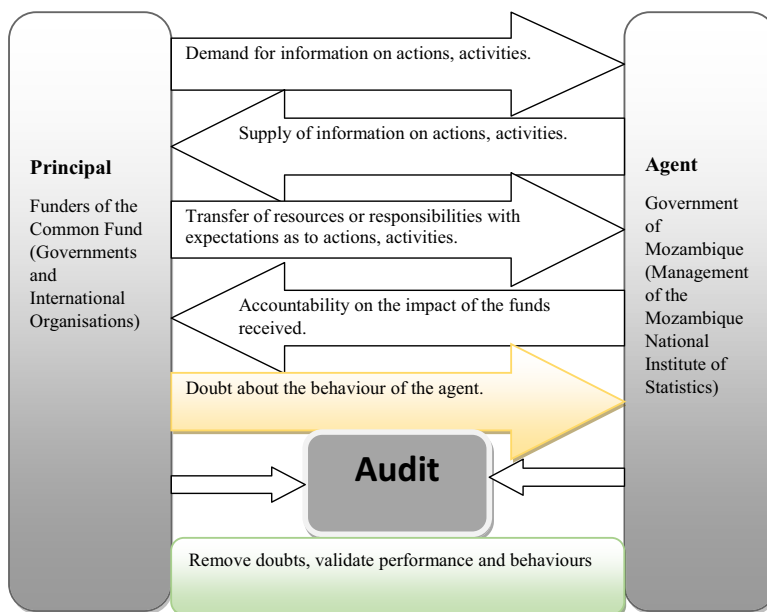 Demand for information on actions, activities.
Supply of information on actions, activities.
Principal
Funders of the
Common Fund
(Governments
and
International
Organisations)
Transfer of resources or responsibilities with
expectations as to actions, activities.
Accountability on the impact of the funds
received.
Doubt about the behaviour of the agent.
Agent
Government
of
Mozambique
(Management
of the
Mozambique
National
Institute of
Statistics)
Audit
Remove doubts, validate performance and behaviours